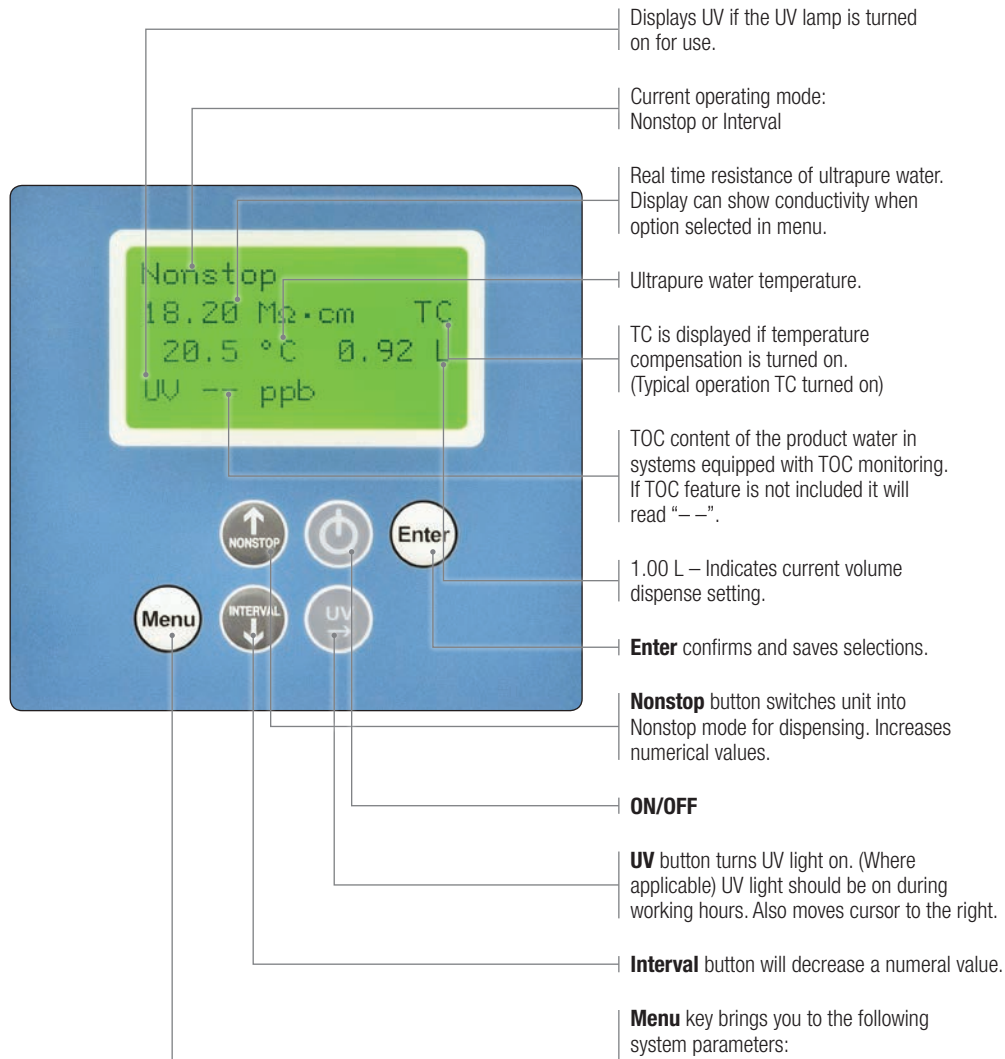 Displays UV if the UV lamp is turned
on for use.
Current operating mode:
Nonstop or Interval
Real time resistance of ultrapure water.
Display can show conductivity when
option selected in menu.
Ultrapure water temperature.
TC is displayed if temperature
compensation is turned on.
(Typical operation TC turned on)
TOC content of the product water in
systems equipped with TOC monitoring.
If TOC feature is not included it will
read “– –”.
1.00 L – Indicates current volume
dispense setting.
Enter confirms and saves selections.
Nonstop button switches unit into
Nonstop mode for dispensing. Increases
numerical values.
ON/OFF
UV button turns UV light on. (Where
applicable) UV light should be on during
working hours. Also moves cursor to the right.
Interval button will decrease a numeral value.
Menu key brings you to the following
system parameters:
Nonstop
18.20 MΩ·cm TC
20.5 °C 0.92 L
UV -- ppb
↑
NONSTOP
Enter
Menu
INTERVAL
↓
UV
→